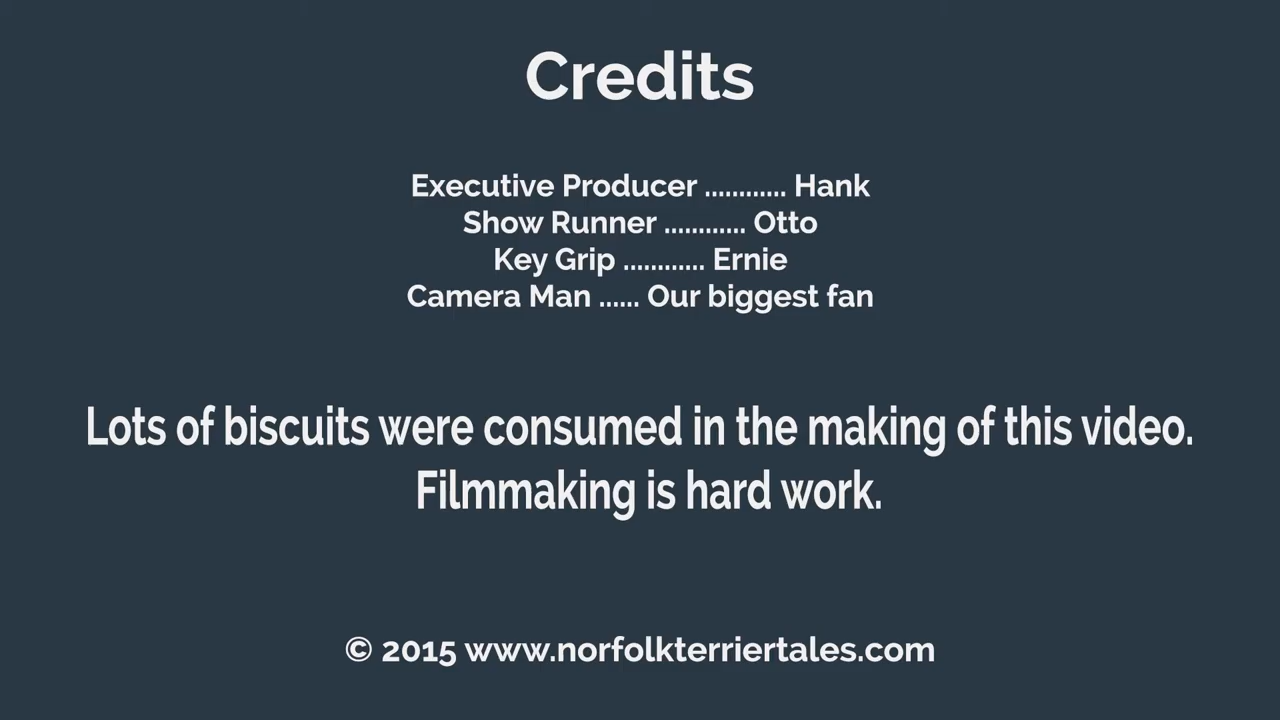 Credits
Executive Producer ............ Hank
Show Runner ............ Otto
Key Grip ............ Ernie
Camera Man ...... Our biggest fan
Lots of biscuits were consumed in the making of this video.
Filmmaking is hard work.
© 2015 www.norfolkterriertales.com